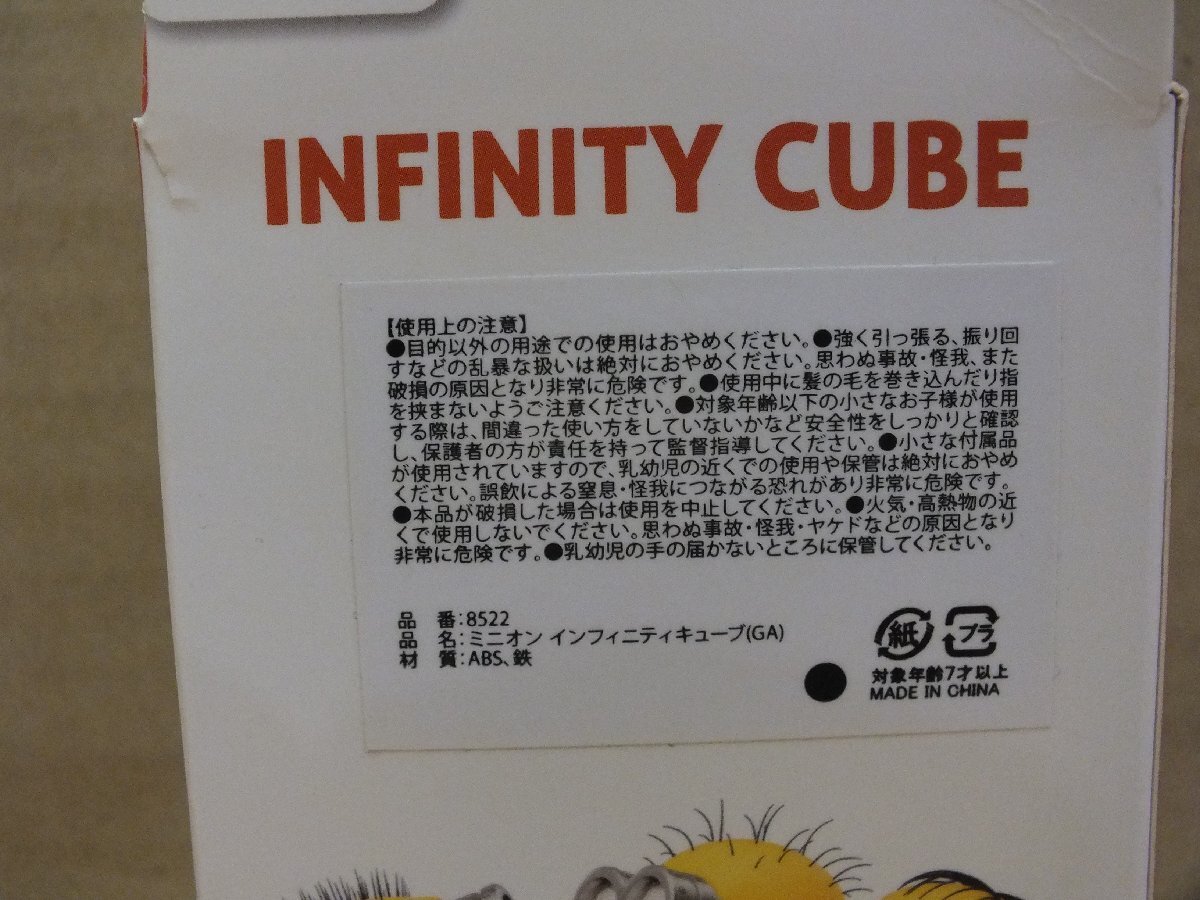 INFINITY CUBE
【使用上の注意】
●目的以外の用途での使用はおやめください。●強く引っ張る、振り回
すなどの乱暴な扱いは絶対におやめください。思わぬ事故・怪我、また
破損の原因となり非常に危険です。●使用中に髪の毛を巻き込んだり指
を挟まないようご注意ください。●対象年齢以下の小さなお子様が使用
する際は、間違った使い方をしていないかなど安全性をしっかりと確認
し、保護者の方が責任を持って監督指導してください。●小さな付属品
が使用されていますので、乳幼児の近くでの使用や保管は絶対におやめ
ください。誤飲による窒息・怪我につながる恐れがあり非常に危険です。
●本品が破損した場合は使用を中止してください。●火気・高熱物の近
くで使用しないでください。思わぬ事故・怪我・ヤケドなどの原因となり
非常に危険です。●乳幼児の手の届かないところに保管してください。
品 番:8522
品 名:ミニオン インフィニティキューブ(GA)
材 質:ABS、鉄
紙 プラ
対象年齢7才以上
MADE IN CHINA